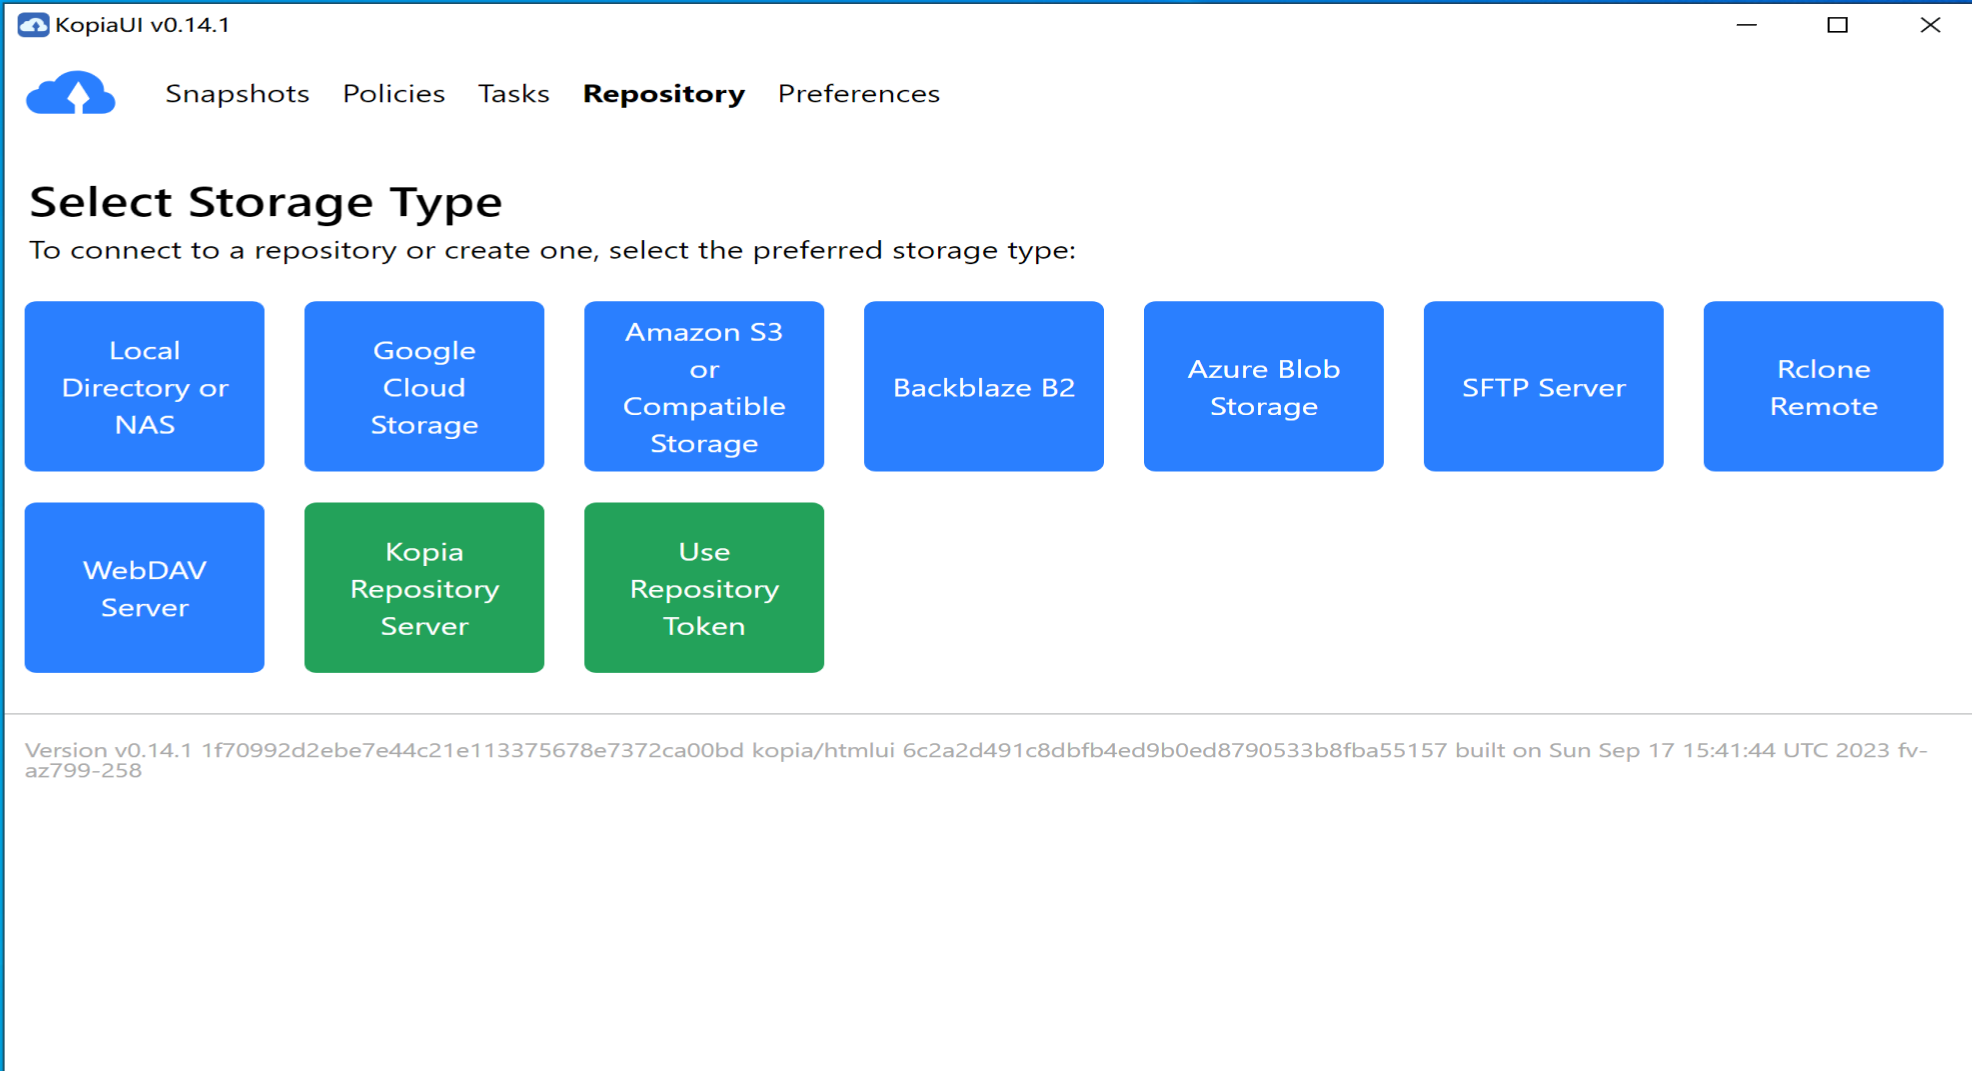 KopiaUI v0.14.1
Snapshots Policies Tasks Repository Preferences
Select Storage Type
To connect to a repository or create one, select the preferred storage type:
Local
Directory or
NAS
Google
Cloud
Storage
Amazon S3
or
Compatible
Storage
Backblaze B2
Azure Blob
Storage
SFTP Server
Rclone
Remote
WebDAV
Server
Kopia
Repository
Server
Use
Repository
Token
Version v0.14.1 1f70992d2ebe7e44c21e113375678e7372ca00bd kopia/htmlui 6c2a2d491c8dbfb4ed9b0ed8790533b8fba55157 built on Sun Sep 17 15:41:44 UTC 2023 fv-
az799-258